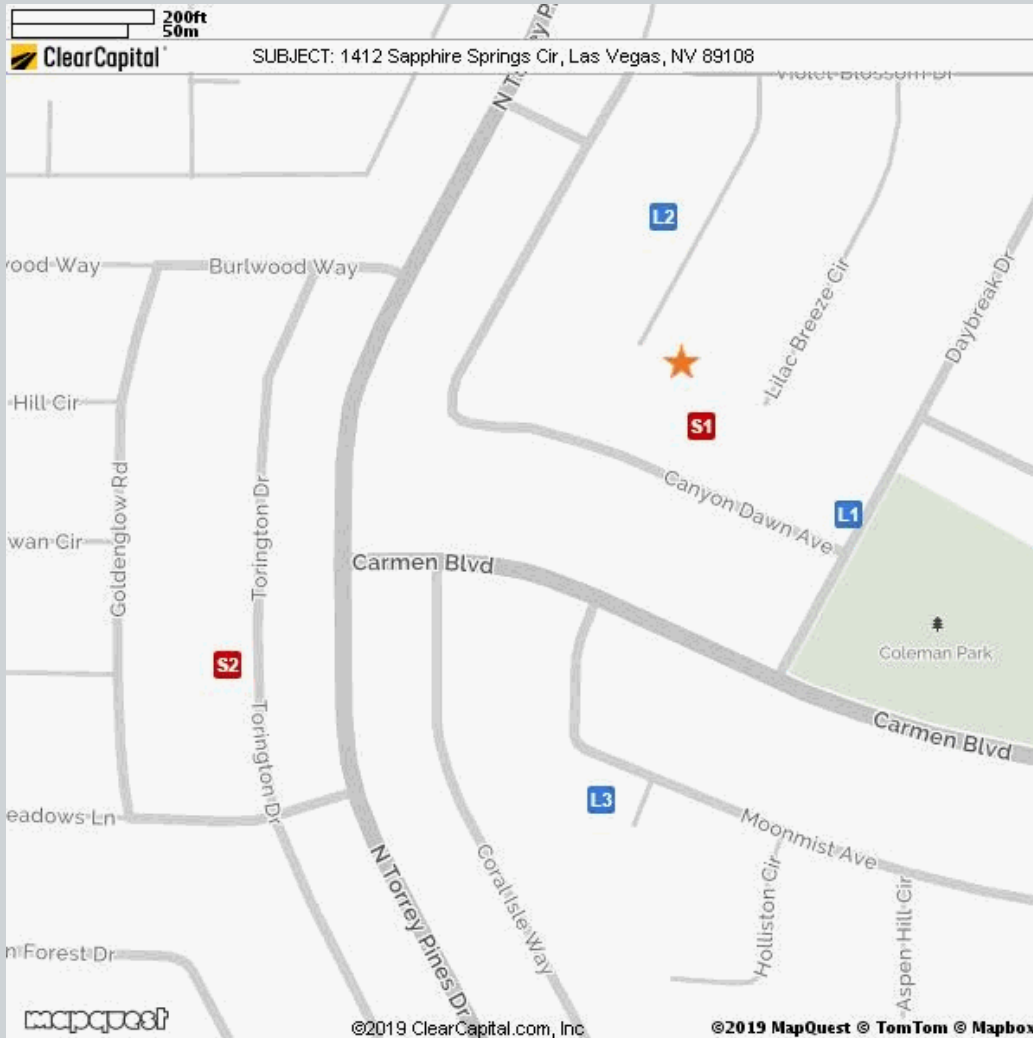 200ft
50m
ClearCapital
SUBJECT: 1412 Sapphire Springs Cir, Las Vegas, NV 89108
N Torrey P
Violet Blossom Dr
L2
ood Way
Burlwood Way
Lilac Breeze Cir
Daybreak Dr
Hill Cir
S1
Goldenglow Rd
Torington Dr
Canyon Dawn Ave
L1
wan Cir
Carmen Blvd
Coleman Park
S2
Torington Dr
Carmen Blvd
L3
eadows Ln
Moonmist Ave
N Torrey Pines Dr
Coral Isle Way
Holliston Cir
Aspen Hill Cir
n Forest Dr
mapquest
©2019 ClearCapital.com, Inc
©2019 MapQuest © TomTom © Mapbox